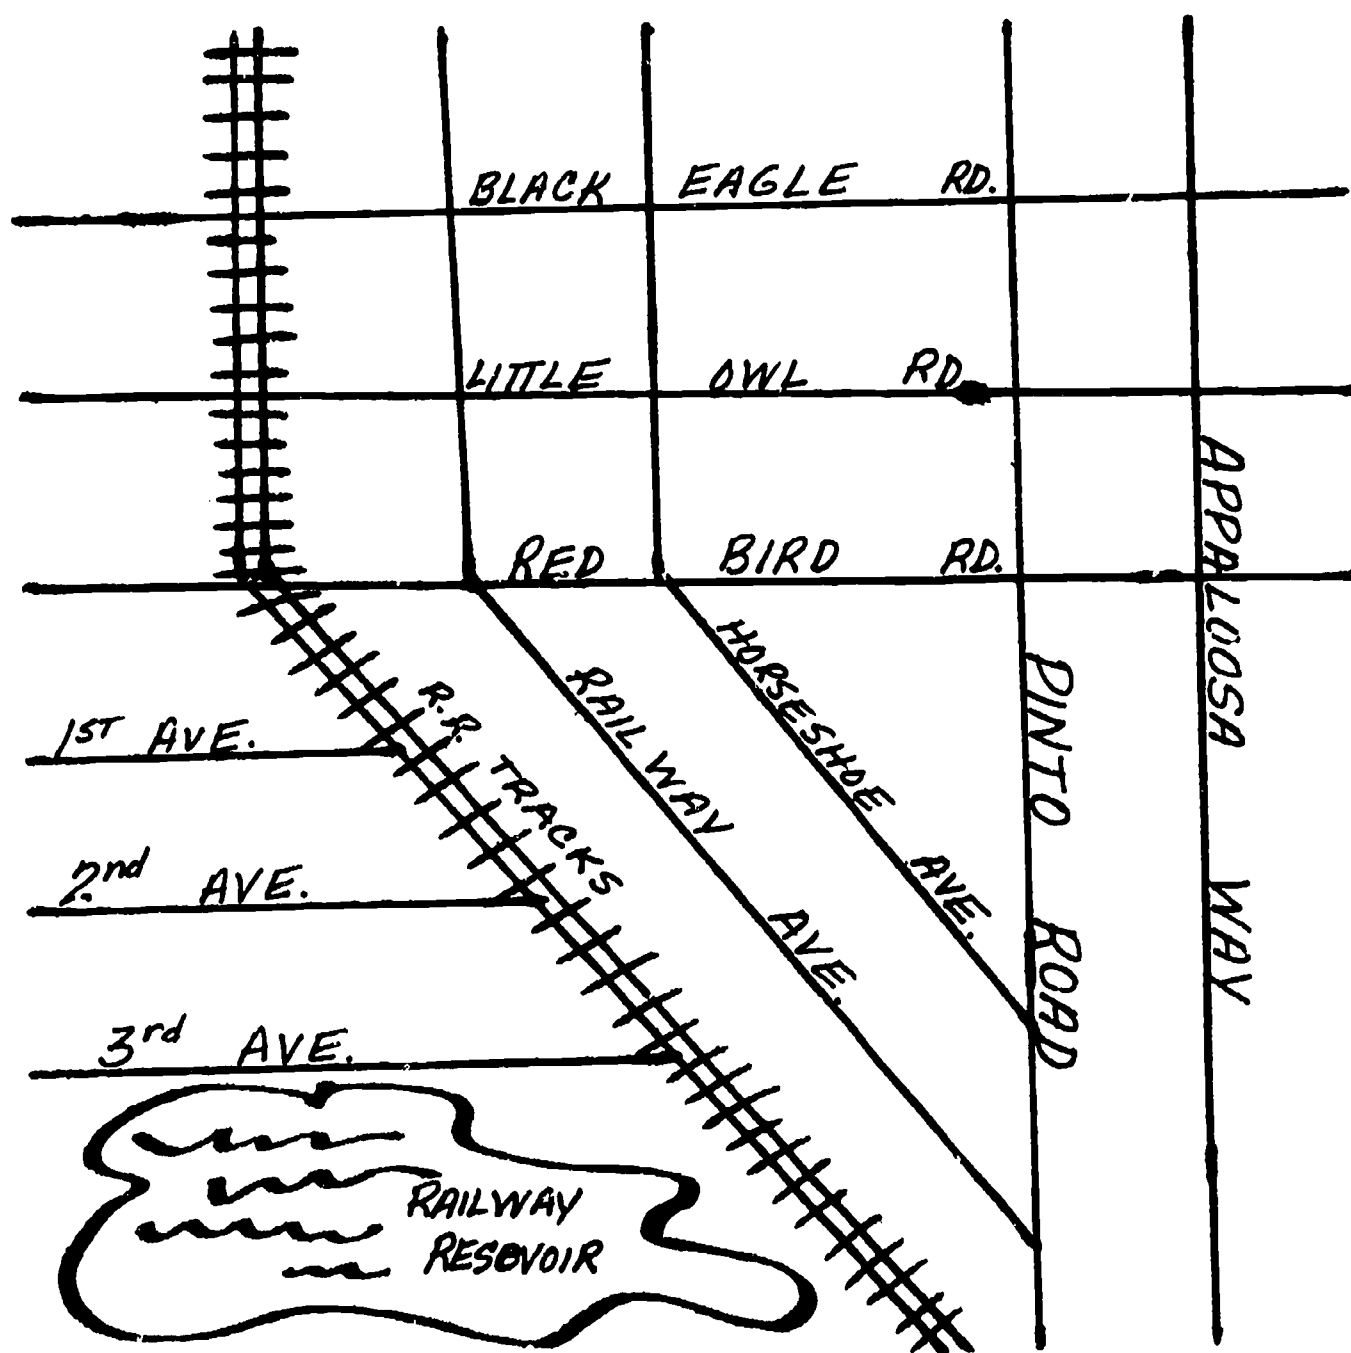 BLACK EAGLE RD.
LITTLE OWL RD
RED BIRD RD.
APPALOOSA WAY
HORSESHOE AVE.
PINTO ROAD
RAILWAY AVE.
R.R. TRACKS
1ST AVE.
2nd AVE.
3rd AVE.
RAILWAY
RESEVOIR